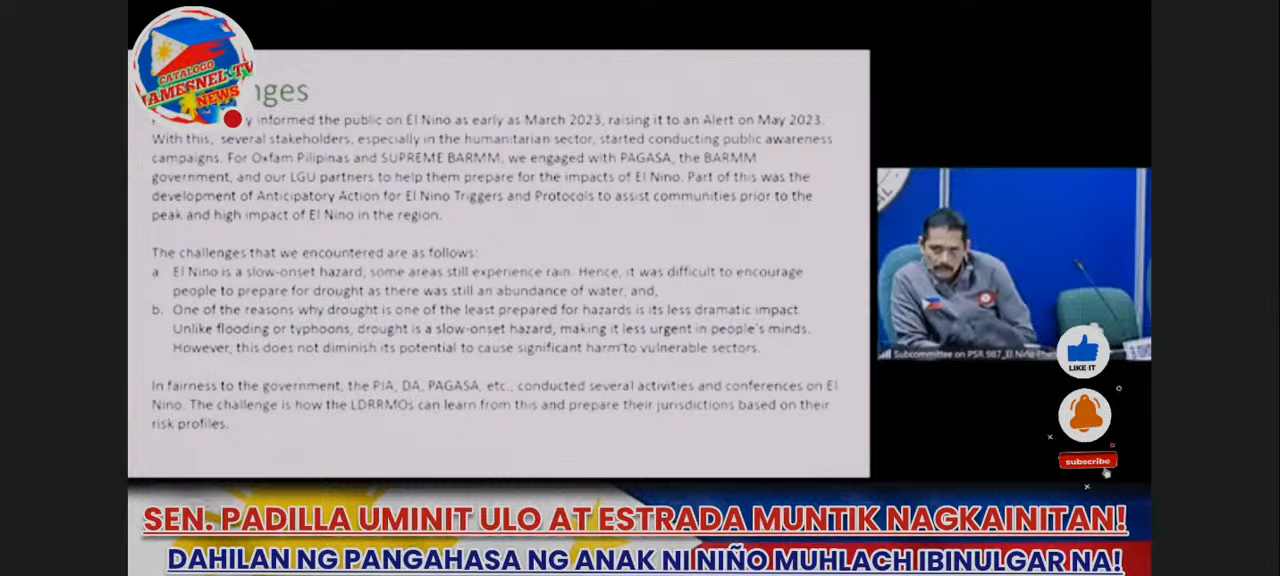 CATALOGO
JAMESNEL-TV
NEWS
nges
y informed the public on El Nino as early as March 2023, raising it to an Alert on May 2023.
With this, several stakeholders, especially in the humanitarian sector, started conducting public awareness
campaigns. For Oxfam Pilipinas and SUPREME BARMM, we engaged with PAGASA, the BARMM
government, and our LGU partners to help them prepare for the impacts of El Nino. Part of this was the
development of Anticipatory Action for El Nino Triggers and Protocols to assist communities prior to the
peak and high impact of El Nino in the region.
The challenges that we encountered are as follows:
a El Nino is a slow-onset hazard, some areas still experience rain. Hence, it was difficult to encourage
people to prepare for drought as there was still an abundance of water, and,
b. One of the reasons why drought is one of the least prepared for hazards is its less dramatic impact
Unlike flooding or typhoons, drought is a slow-onset hazard, making it less urgent in people's minds.
However, this does not diminish its potential to cause significant harm to vulnerable sectors.
In fairness to the government, the PIA, DA, PAGASA, etc., conducted several activities and conferences on El
Nino. The challenge is how the LDRRMOs can learn from this and prepare their jurisdictions based on their
risk profiles.
Subcommittee on PSR 987_El Niño
LIKE IT
subscribe
SEN. PADILLA UMINIT ULO AT ESTRADA MUNTIK NAGKAINITAN!
DAHILAN NG PANGAHASA NG ANAK NI NIÑO MUHLACH IBINULGAR NA!